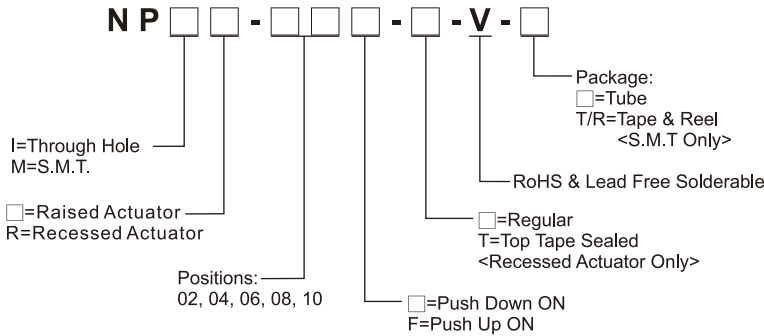 NP□□-□□□-□-V-□
Package:
□=Tube
T/R=Tape & Reel
<S.M.T Only>
I=Through Hole
M=S.M.T.
RoHS & Lead Free Solderable
□=Raised Actuator
R=Recessed Actuator
□=Regular
T=Top Tape Sealed
<Recessed Actuator Only>
Positions:
02, 04, 06, 08, 10
□=Push Down ON
F=Push Up ON